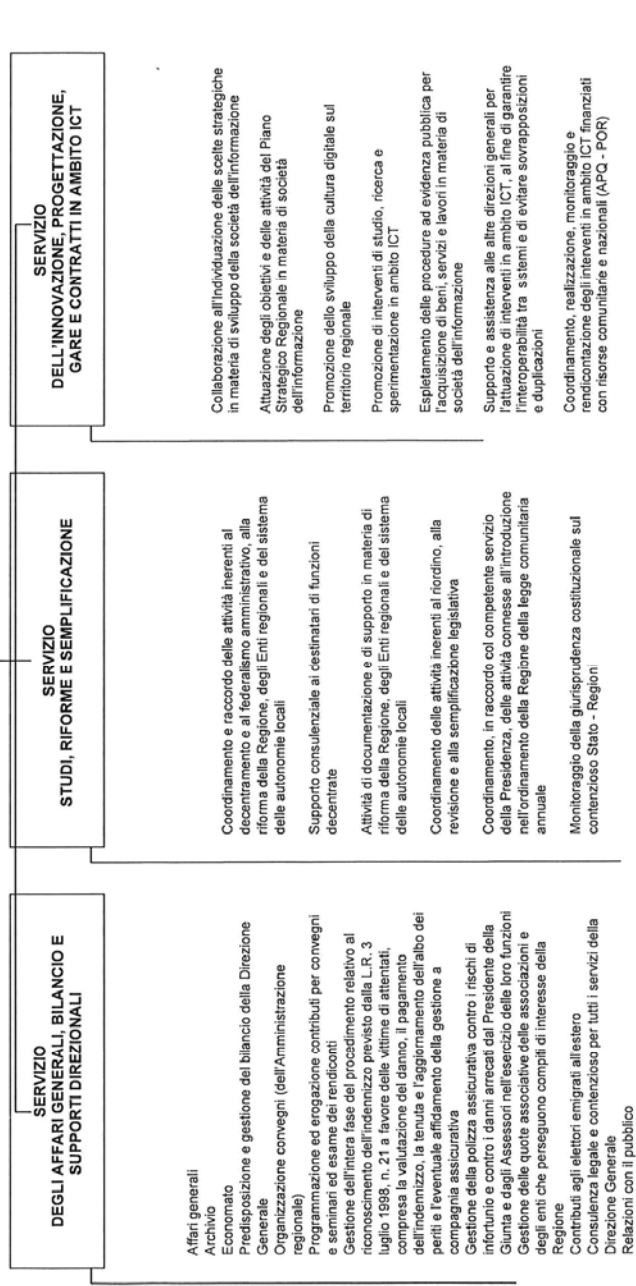 SERVIZIO
DEGLI AFFARI GENERALI, BILANCIO E
SUPPORTI DIREZIONALI
Affari generali
Archivio
Economato
Predisposizione e gestione del bilancio della Direzione
Generale
Organizzazione convegni (dell'Amministrazione
regionale)
Programmazione ed erogazione contributi per convegni
e seminari ed esame dei rendiconti
Gestione dell'intera fase del procedimento relativo al
riconoscimento dell'indennizzo previsto dalla L.R. 3
luglio 1998, n. 21 a favore delle vittime di attentati,
compresa la valutazione del danno, il pagamento
dell'indennizzo, la tenuta e l'aggiornamento dell'albo dei
periti e l'eventuale affidamento della gestione a
compagnia assicurativa
Gestione della polizza assicurativa contro i rischi di
infortunio e contro i danni arrecati dal Presidente della
Giunta e dagli Assessori nell'esercizio delle loro funzioni
Gestione delle quote associative delle associazioni e
degli enti che perseguono compiti di interesse della
Regione
Contributi agli elettori emigrati all'estero
Consulenza legale e contenzioso per tutti i servizi della
Direzione Generale
Relazioni con il pubblico
SERVIZIO
STUDI, RIFORME E SEMPLIFICAZIONE
Coordinamento e raccordo delle attività inerenti al
decentramento e al federalismo amministrativo, alla
riforma della Regione, degli Enti regionali e del sistema
delle autonomie locali
Supporto consulenziale ai destinatari di funzioni
decentrate
Attività di documentazione e di supporto in materia di
riforma della Regione, degli Enti regionali e del sistema
delle autonomie locali
Coordinamento delle attività inerenti al riordino, alla
revisione e alla semplificazione legislativa
Coordinamento, in raccordo col competente servizio
della Presidenza, delle attività connesse all'introduzione
nell'ordinamento della Regione della legge comunitaria
annuale
Monitoraggio della giurisprudenza costituzionale sul
contenzioso Stato - Regioni
SERVIZIO
DELL'INNOVAZIONE, PROGETTAZIONE,
GARE E CONTRATTI IN AMBITO ICT
Collaborazione all'Individuazione delle scelte strategiche
in materia di sviluppo della società dell'informazione
Attuazione degli obiettivi e delle attività del Piano
Strategico Regionale in materia di società
dell'informazione
Promozione dello sviluppo della cultura digitale sul
territorio regionale
Promozione di interventi di studio, ricerca e
sperimentazione in ambito ICT
Espletamento delle procedure ad evidenza pubblica per
l'acquisizione di beni, servizi e lavori in materia di
società dell'informazione
Supporto e assistenza alle altre direzioni generali per
l'attuazione di interventi in ambito ICT, al fine di garantire
l'interoperabilità tra sistemi e di evitare sovrapposizioni
e duplicazioni
Coordinamento, realizzazione, monitoraggio e
rendicontazione degli interventi in ambito ICT finanziati
con risorse comunitarie e nazionali (APQ - POR)